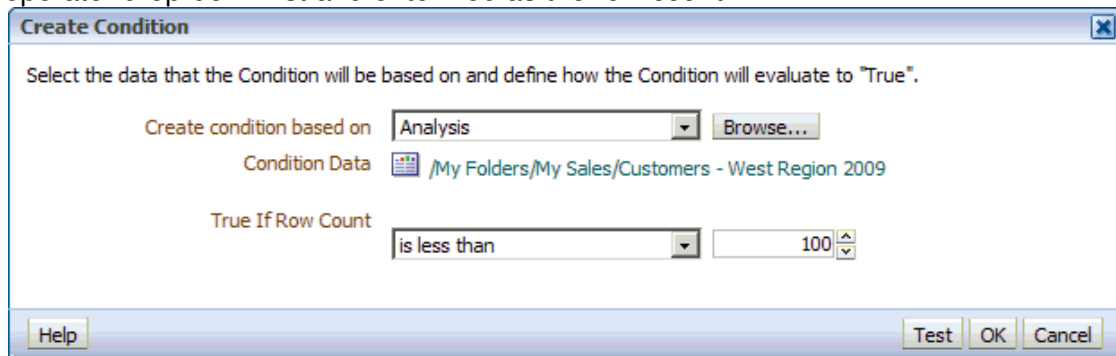 Create Condition
Select the data that the Condition will be based on and define how the Condition will evaluate to "True".
Create condition based on Analysis Browse...
Condition Data /My Folders/My Sales/Customers - West Region 2009
True If Row Count
is less than 100
Help Test OK Cancel